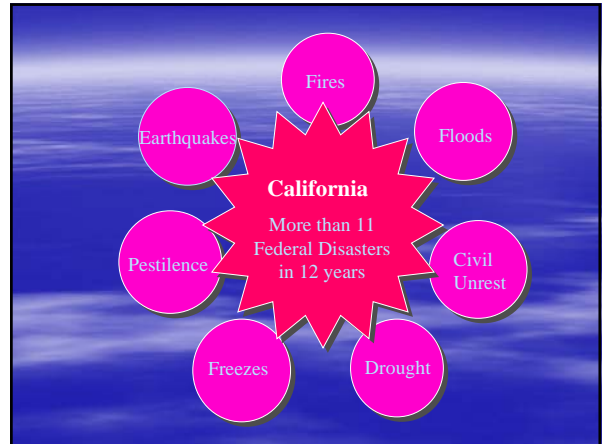 Fires
Earthquakes
Floods
California
More than 11
Federal Disasters
in 12 years
Pestilence
Civil
Unrest
Freezes
Drought